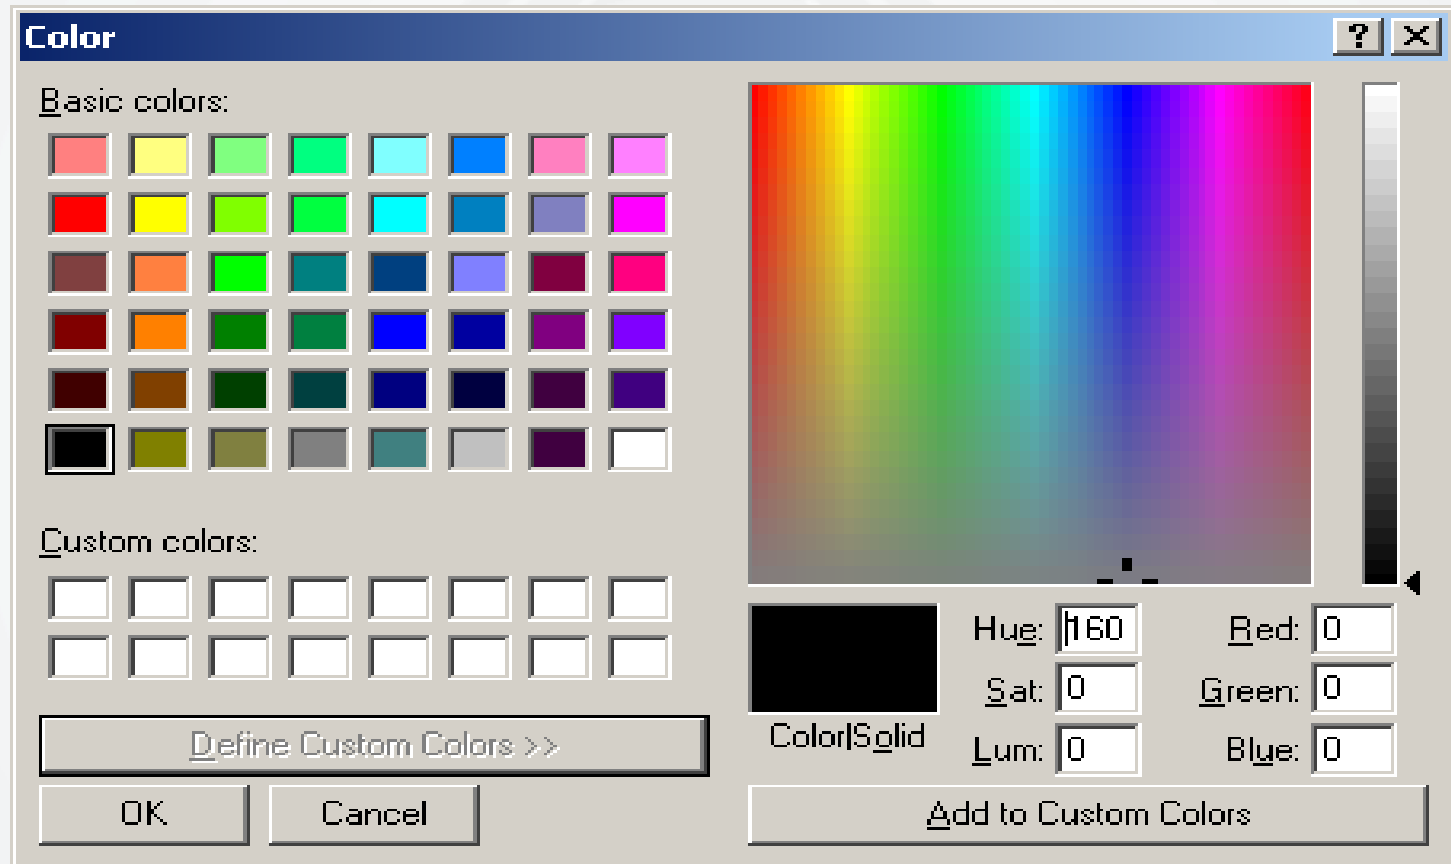 Color
Basic colors:
Custom colors:
Define Custom Colors >>
OK Cancel
Color|Solid
Hue: 160 Red: 0
Sat: 0 Green: 0
Lum: 0 Blue: 0
Add to Custom Colors